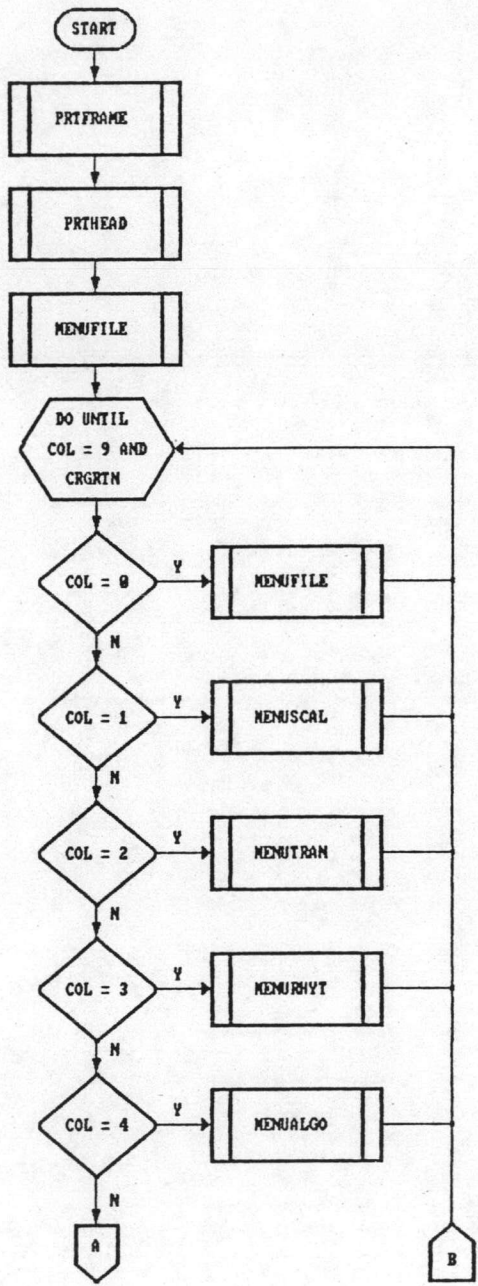 START
PRTFRAME
PRTHEAD
MENUFILE
DO UNTIL
COL = 9 AND
CRGRTN
COL = 0
Y
MENUFILE
N
COL = 1
Y
MENUSCAL
N
COL = 2
Y
MENUTRAN
N
COL = 3
Y
MENURHYT
N
COL = 4
Y
MENUALGO
N
A
B